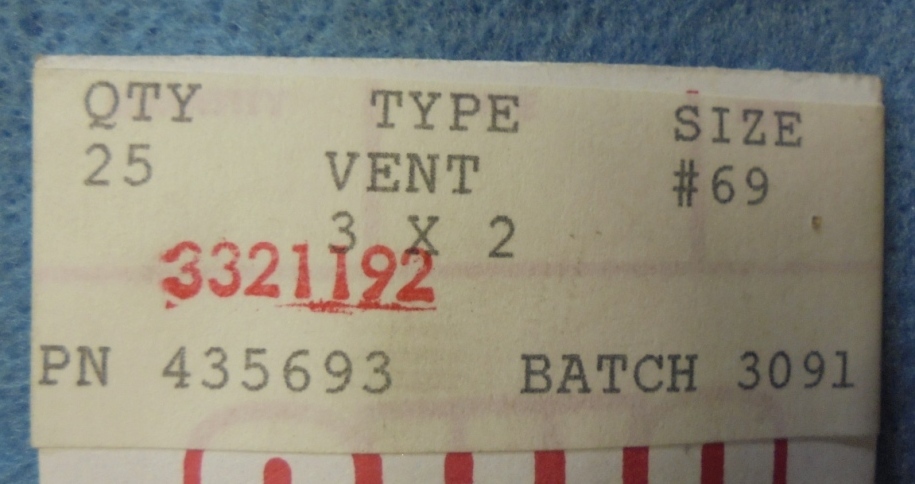 QTY TYPE SIZE
25 VENT #69
3 X 2
3321192
PN 435693 BATCH 3091